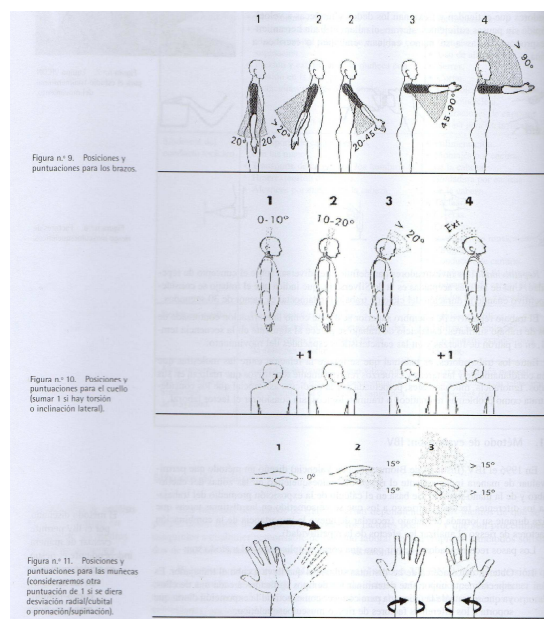 1 2 2 3 4
20° 20° > 20° 20-45° 45-90° > 90°
Figura n.º 9. Posiciones y
puntuaciones para los brazos.
1 2 3 4
0-10° 10-20° > 20° Ext.
+1 +1
Figura n.º 10. Posiciones y
puntuaciones para el cuello
(sumar 1 si hay torsión
o inclinación lateral).
1 2 3
0° 15° 15° > 15° > 15°
Figura n.º 11. Posiciones y
puntuaciones para las muñecas
(consideraremos otra
puntuación de 1 si se diera
desviación radial/cubital
o pronación/supinación).